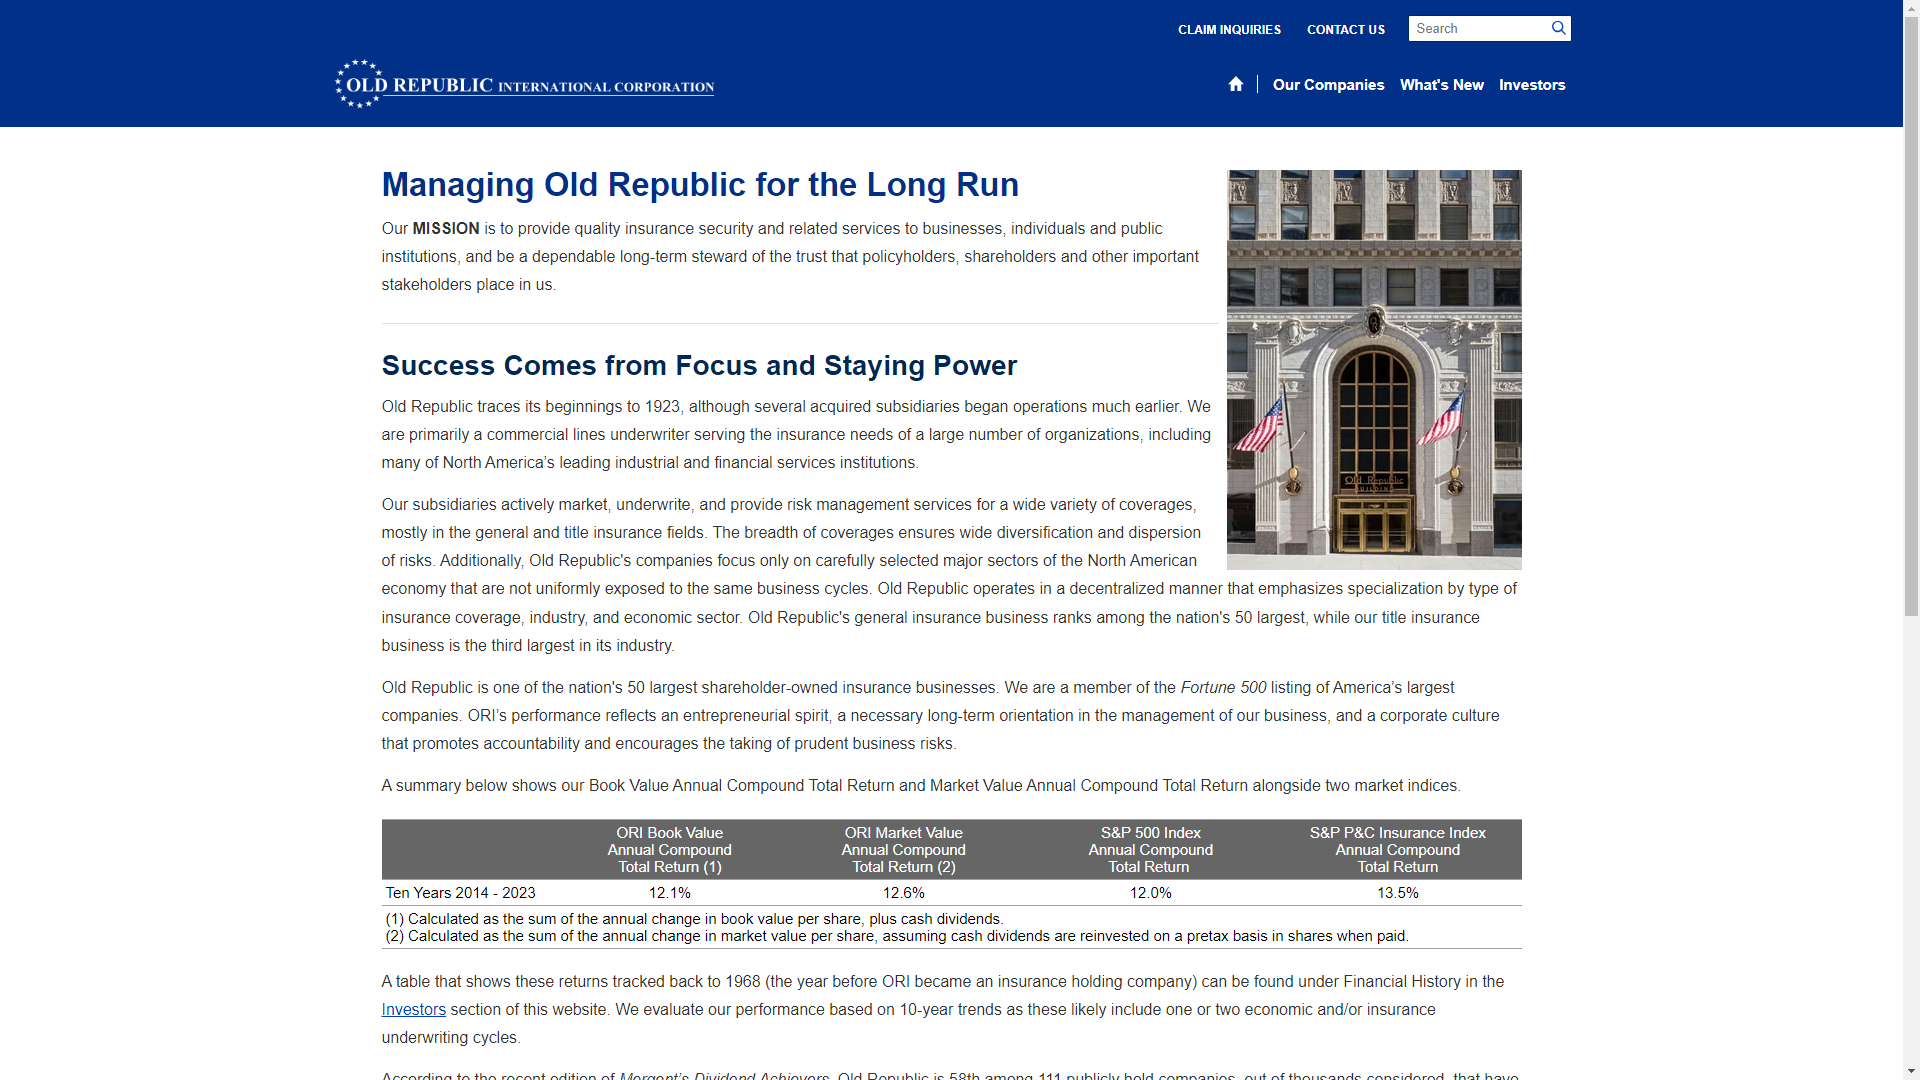 CLAIM INQUIRIES CONTACT US Search
OLD REPUBLIC INTERNATIONAL CORPORATION
Our Companies What's New Investors
Managing Old Republic for the Long Run
Our MISSION is to provide quality insurance security and related services to businesses, individuals and public
institutions, and be a dependable long-term steward of the trust that policyholders, shareholders and other important
stakeholders place in us.
Success Comes from Focus and Staying Power
Old Republic traces its beginnings to 1923, although several acquired subsidiaries began operations much earlier. We
are primarily a commercial lines underwriter serving the insurance needs of a large number of organizations, including
many of North America’s leading industrial and financial services institutions.
Old Republic
BUILDING
Our subsidiaries actively market, underwrite, and provide risk management services for a wide variety of coverages,
mostly in the general and title insurance fields. The breadth of coverages ensures wide diversification and dispersion
of risks. Additionally, Old Republic's companies focus only on carefully selected major sectors of the North American
economy that are not uniformly exposed to the same business cycles. Old Republic operates in a decentralized manner that emphasizes specialization by type of
insurance coverage, industry, and economic sector. Old Republic's general insurance business ranks among the nation's 50 largest, while our title insurance
business is the third largest in its industry.
Old Republic is one of the nation's 50 largest shareholder-owned insurance businesses. We are a member of the Fortune 500 listing of America’s largest
companies. ORI’s performance reflects an entrepreneurial spirit, a necessary long-term orientation in the management of our business, and a corporate culture
that promotes accountability and encourages the taking of prudent business risks.
A summary below shows our Book Value Annual Compound Total Return and Market Value Annual Compound Total Return alongside two market indices.
ORI Book Value ORI Market Value S&P 500 Index S&P P&C Insurance Index
Annual Compound Annual Compound Annual Compound Annual Compound
Total Return (1) Total Return (2) Total Return Total Return
Ten Years 2014 - 2023 12.1% 12.6% 12.0% 13.5%
(1) Calculated as the sum of the annual change in book value per share, plus cash dividends.
(2) Calculated as the sum of the annual change in market value per share, assuming cash dividends are reinvested on a pretax basis in shares when paid.
A table that shows these returns tracked back to 1968 (the year before ORI became an insurance holding company) can be found under Financial History in the
Investors section of this website. We evaluate our performance based on 10-year trends as these likely include one or two economic and/or insurance
underwriting cycles.
According to the recent edition of Mergent’s Dividend Achievers, Old Republic is 58th among 111 publicly held companies, out of thousands considered, that have